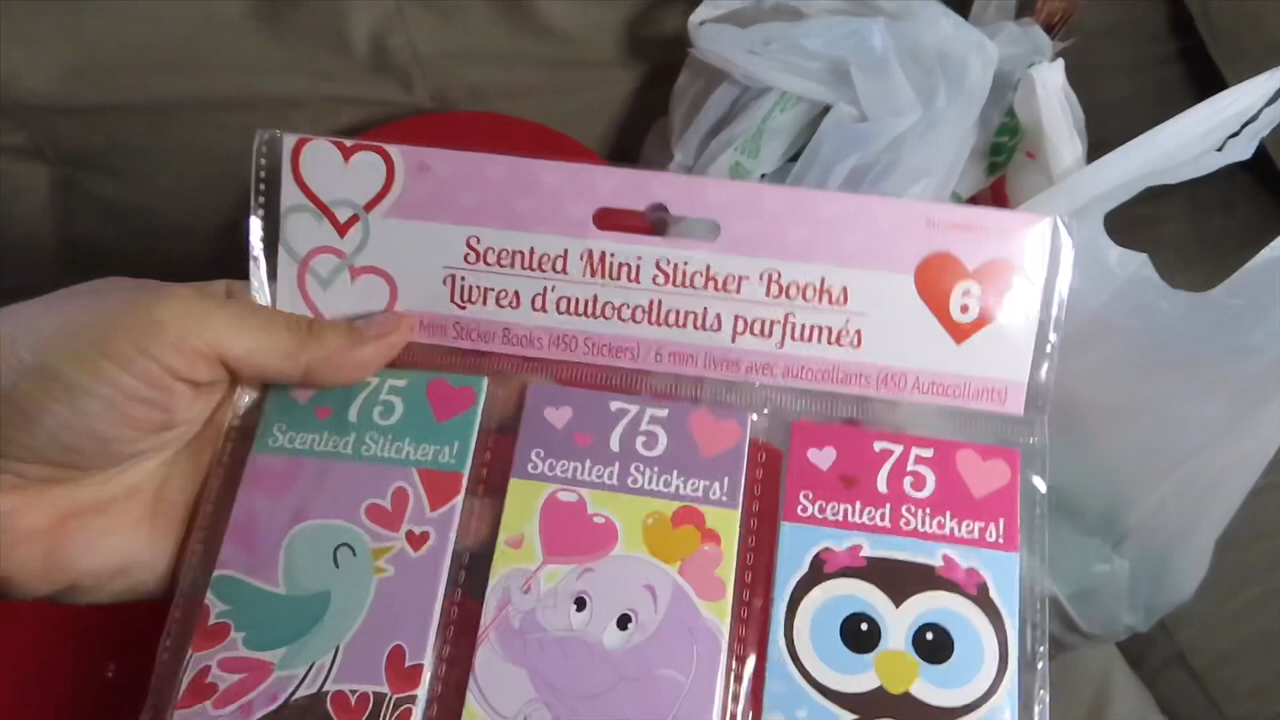 Scented Mini Sticker Books
Livres d'autocollants parfumés
6
Mini Sticker Books (450 Stickers) / 6 mini livres avec autocollants (450 Autocollants)
75
Scented Stickers!
75
Scented Stickers!
75
Scented Stickers!